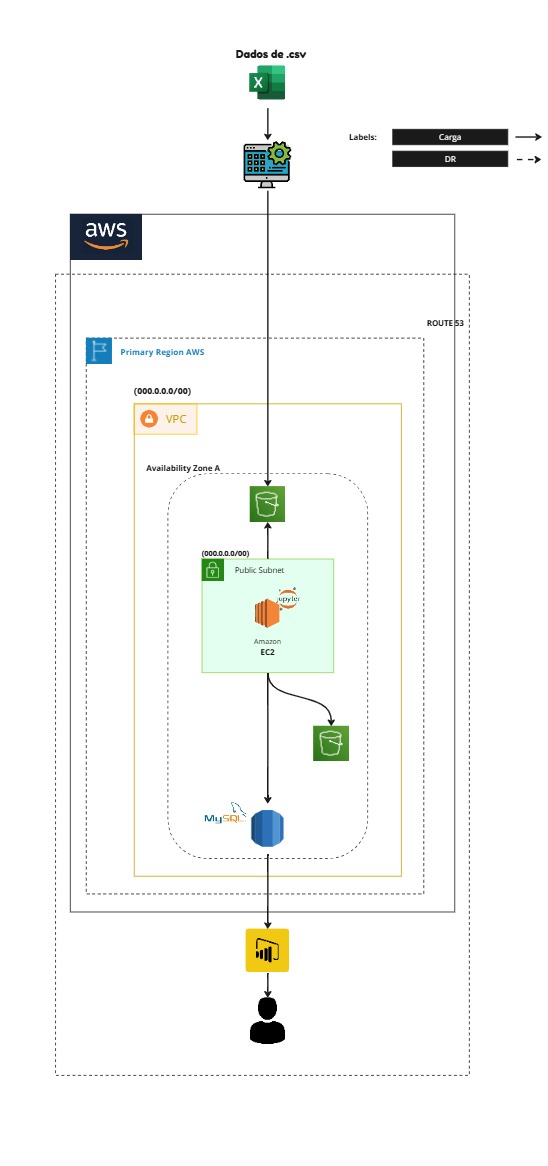 Dados de .csv
X
Labels:
Carga
DR
aws
ROUTE 53
Primary Region AWS
(000.0.0.0/00)
VPC
Availability Zone A
(000.0.0.0/00)
Public Subnet
Jupyter
Amazon
EC2
MySQL